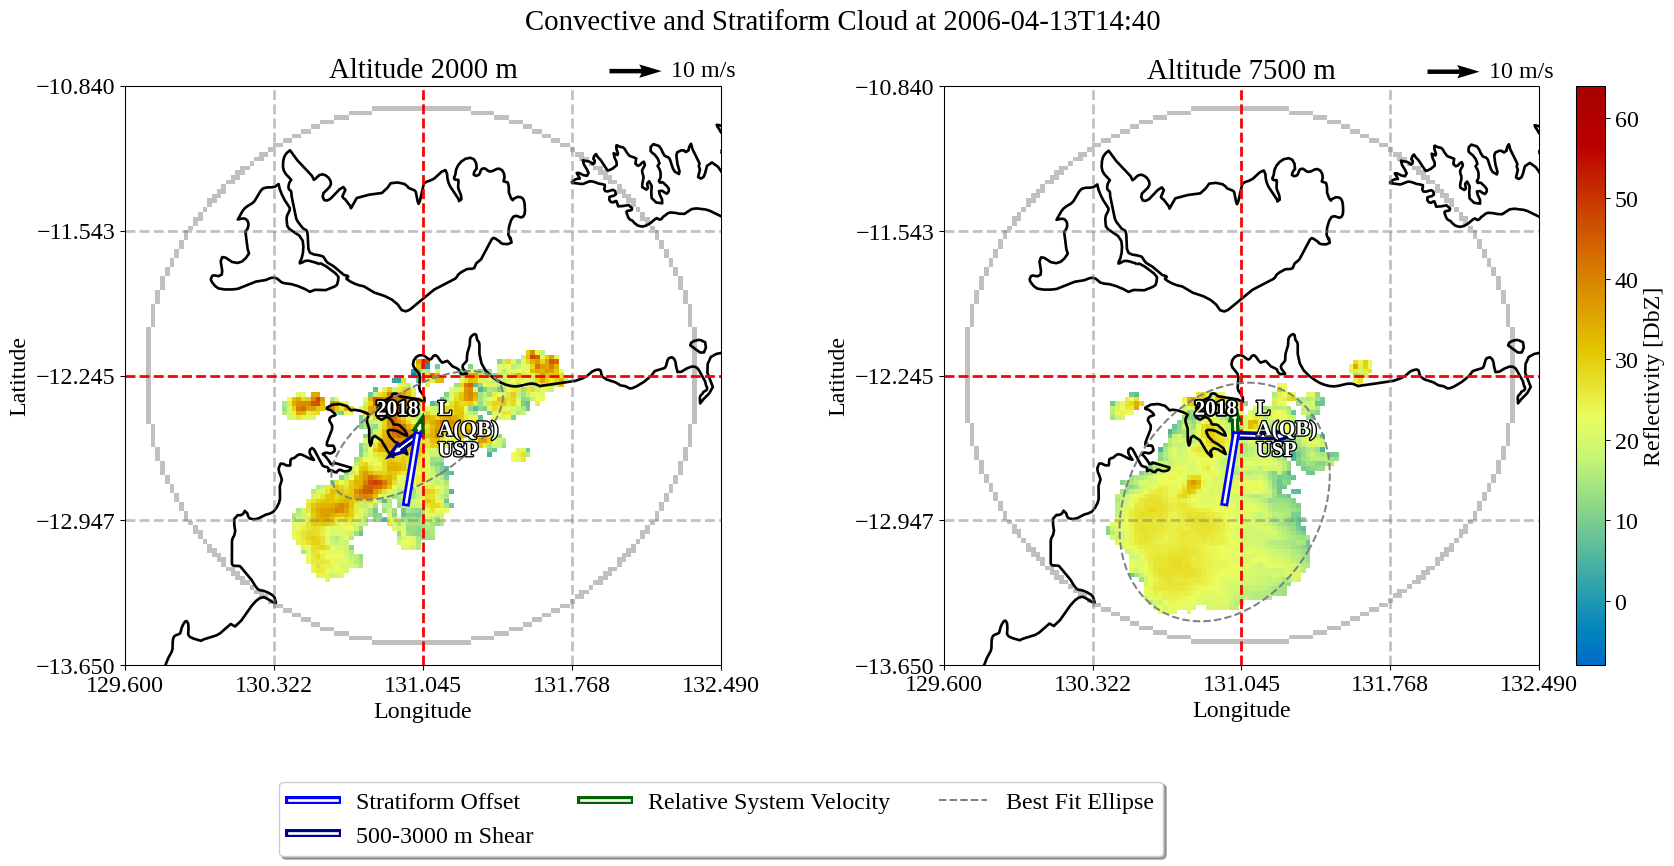 Convective and Stratiform Cloud at 2006-04-13T14:40
Altitude 2000 m
10 m/s
Altitude 7500 m
10 m/s
−10.840
−11.543
−12.245
−12.947
−13.650
Latitude
129.600
130.322
131.045
131.768
132.490
Longitude
2018
L
A(QB)
USP
−10.840
−11.543
−12.245
−12.947
−13.650
Latitude
129.600
130.322
131.045
131.768
132.490
Longitude
2018
L
A(QB)
USP
60
50
40
30
20
10
0
Reflectivity [DbZ]
Stratiform Offset
Relative System Velocity
Best Fit Ellipse
500-3000 m Shear